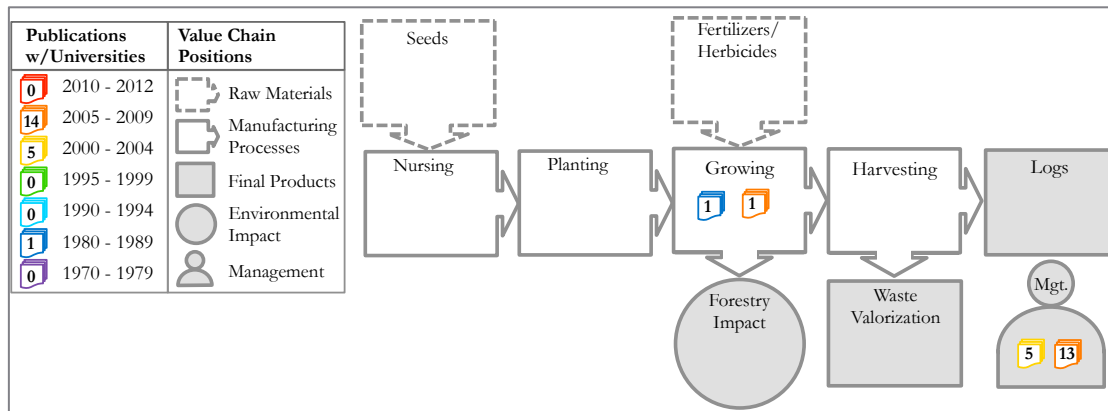 Publications
w/Universities
Value Chain
Positions
0 2010 - 2012
14 2005 - 2009
5 2000 - 2004
0 1995 - 1999
0 1990 - 1994
1 1980 - 1989
0 1970 - 1979
Raw Materials
Manufacturing
Processes
Final Products
Environmental
Impact
Management
Seeds
Fertilizers/
Herbicides
Nursing
Planting
Growing
1 1
Harvesting
Logs
Forestry
Impact
Waste
Valorization
Mgt.
5 13